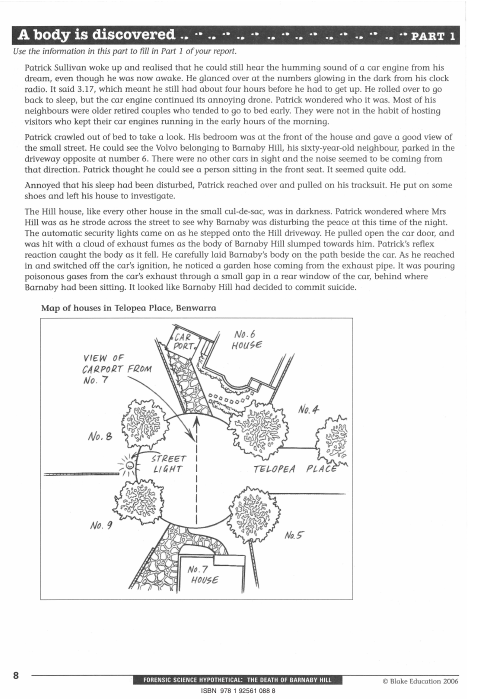 A body is discovered
PART 1
Use the information in this part to fill in Part 1 of your report.
Patrick Sullivan woke up and realised that he could still hear the humming sound of a car engine from his
dream, even though he was now awake. He glanced over at the numbers glowing in the dark from his clock
radio. It said 3.17, which meant he still had about four hours before he had to get up. He rolled over to go
back to sleep, but the car engine continued its annoying drone. Patrick wondered who it was. Most of his
neighbours were older retired couples who tended to go to bed early. They were not in the habit of hosting
visitors who kept their car engines running in the early hours of the morning.
Patrick crawled out of bed to take a look. His bedroom was at the front of the house and gave a good view of
the small street. He could see the Volvo belonging to Barnaby Hill, his sixty-year-old neighbour, parked in the
driveway opposite at number 6. There were no other cars in sight and the noise seemed to be coming from
that direction. Patrick thought he could see a person sitting in the front seat. It seemed quite odd.
Annoyed that his sleep had been disturbed, Patrick reached over and pulled on his tracksuit. He put on some
shoes and left his house to investigate.
The Hill house, like every other house in the small cul-de-sac, was in darkness. Patrick wondered where Mrs
Hill was as he strode across the street to see why Barnaby was disturbing the peace at this time of the night.
The automatic security lights came on as he stepped onto the Hill driveway. He pulled open the car door, and
was hit with a cloud of exhaust fumes as the body of Barnaby Hill slumped towards him. Patrick's reflex
reaction caught the body as it fell. He carefully laid Barnaby's body on the path beside the car. As he reached
in and switched off the car's ignition, he noticed a garden hose coming from the exhaust pipe. It was pouring
poisonous gases from the car's exhaust through a small gap in a rear window of the car, behind where
Barnaby had been sitting. It looked like Barnaby Hill had decided to commit suicide.
Map of houses in Telopea Place, Benwarra
CAR
PORT
No. 6
HOUSE
VIEW OF
CARPORT FROM
No. 7
No. 4
No. 8
STREET
LIGHT
TELOPEA PLACE
No. 9
No. 5
No. 7
HOUSE
8
FORENSIC SCIENCE HYPOTHETICAL: THE DEATH OF BARNABY HILL
© Blake Education 2006
ISBN 978 1 92561 088 8